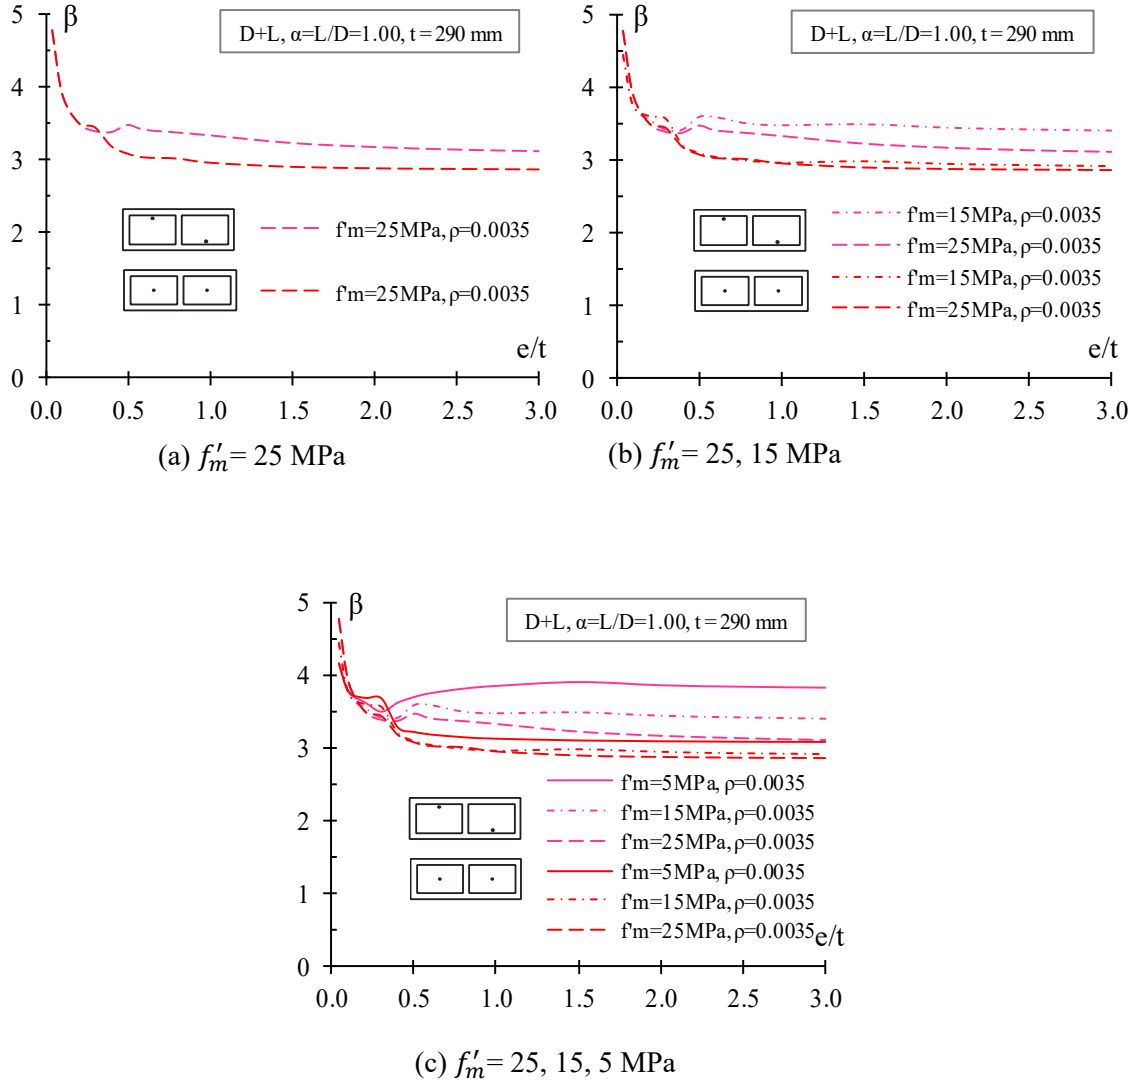 β
D+L, α=L/D=1.00, t = 290 mm
5
4
3
2
1
0
f'm=25MPa, ρ=0.0035
f'm=25MPa, ρ=0.0035
e/t
0.0 0.5 1.0 1.5 2.0 2.5 3.0
(a) f′m = 25 MPa
β
D+L, α=L/D=1.00, t = 290 mm
5
4
3
2
1
0
f'm=15MPa, ρ=0.0035
f'm=25MPa, ρ=0.0035
f'm=15MPa, ρ=0.0035
f'm=25MPa, ρ=0.0035
e/t
0.0 0.5 1.0 1.5 2.0 2.5 3.0
(b) f′m = 25, 15 MPa
β
D+L, α=L/D=1.00, t = 290 mm
5
4
3
2
1
0
f'm=5MPa, ρ=0.0035
f'm=15MPa, ρ=0.0035
f'm=25MPa, ρ=0.0035
f'm=5MPa, ρ=0.0035
f'm=15MPa, ρ=0.0035
f'm=25MPa, ρ=0.0035
e/t
0.0 0.5 1.0 1.5 2.0 2.5 3.0
(c) f′m = 25, 15, 5 MPa